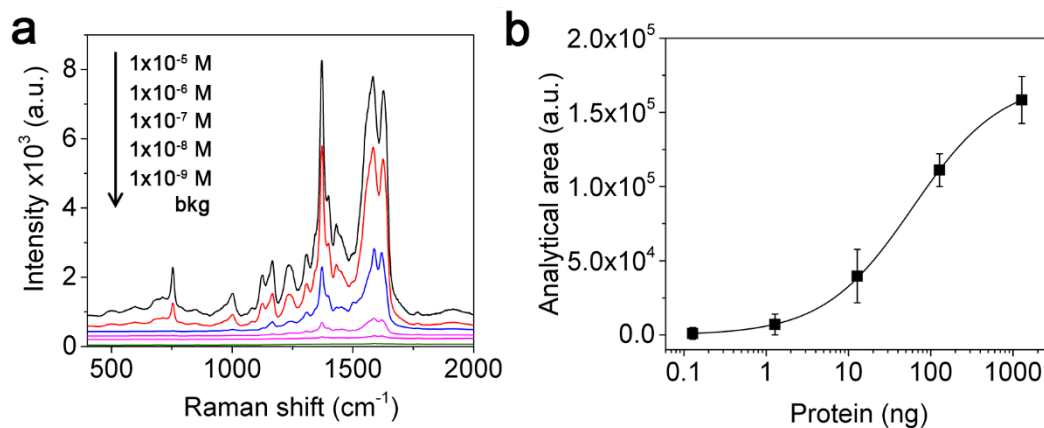 a
Intensity x10³ (a.u.)
8
6
4
2
0
1x10⁻⁵ M
1x10⁻⁶ M
1x10⁻⁷ M
1x10⁻⁸ M
1x10⁻⁹ M
bkg
500 1000 1500 2000
Raman shift (cm⁻¹)
b
Analytical area (a.u.)
2.0x10⁵
1.5x10⁵
1.0x10⁵
5.0x10⁴
0.0
0.1 1 10 100 1000
Protein (ng)